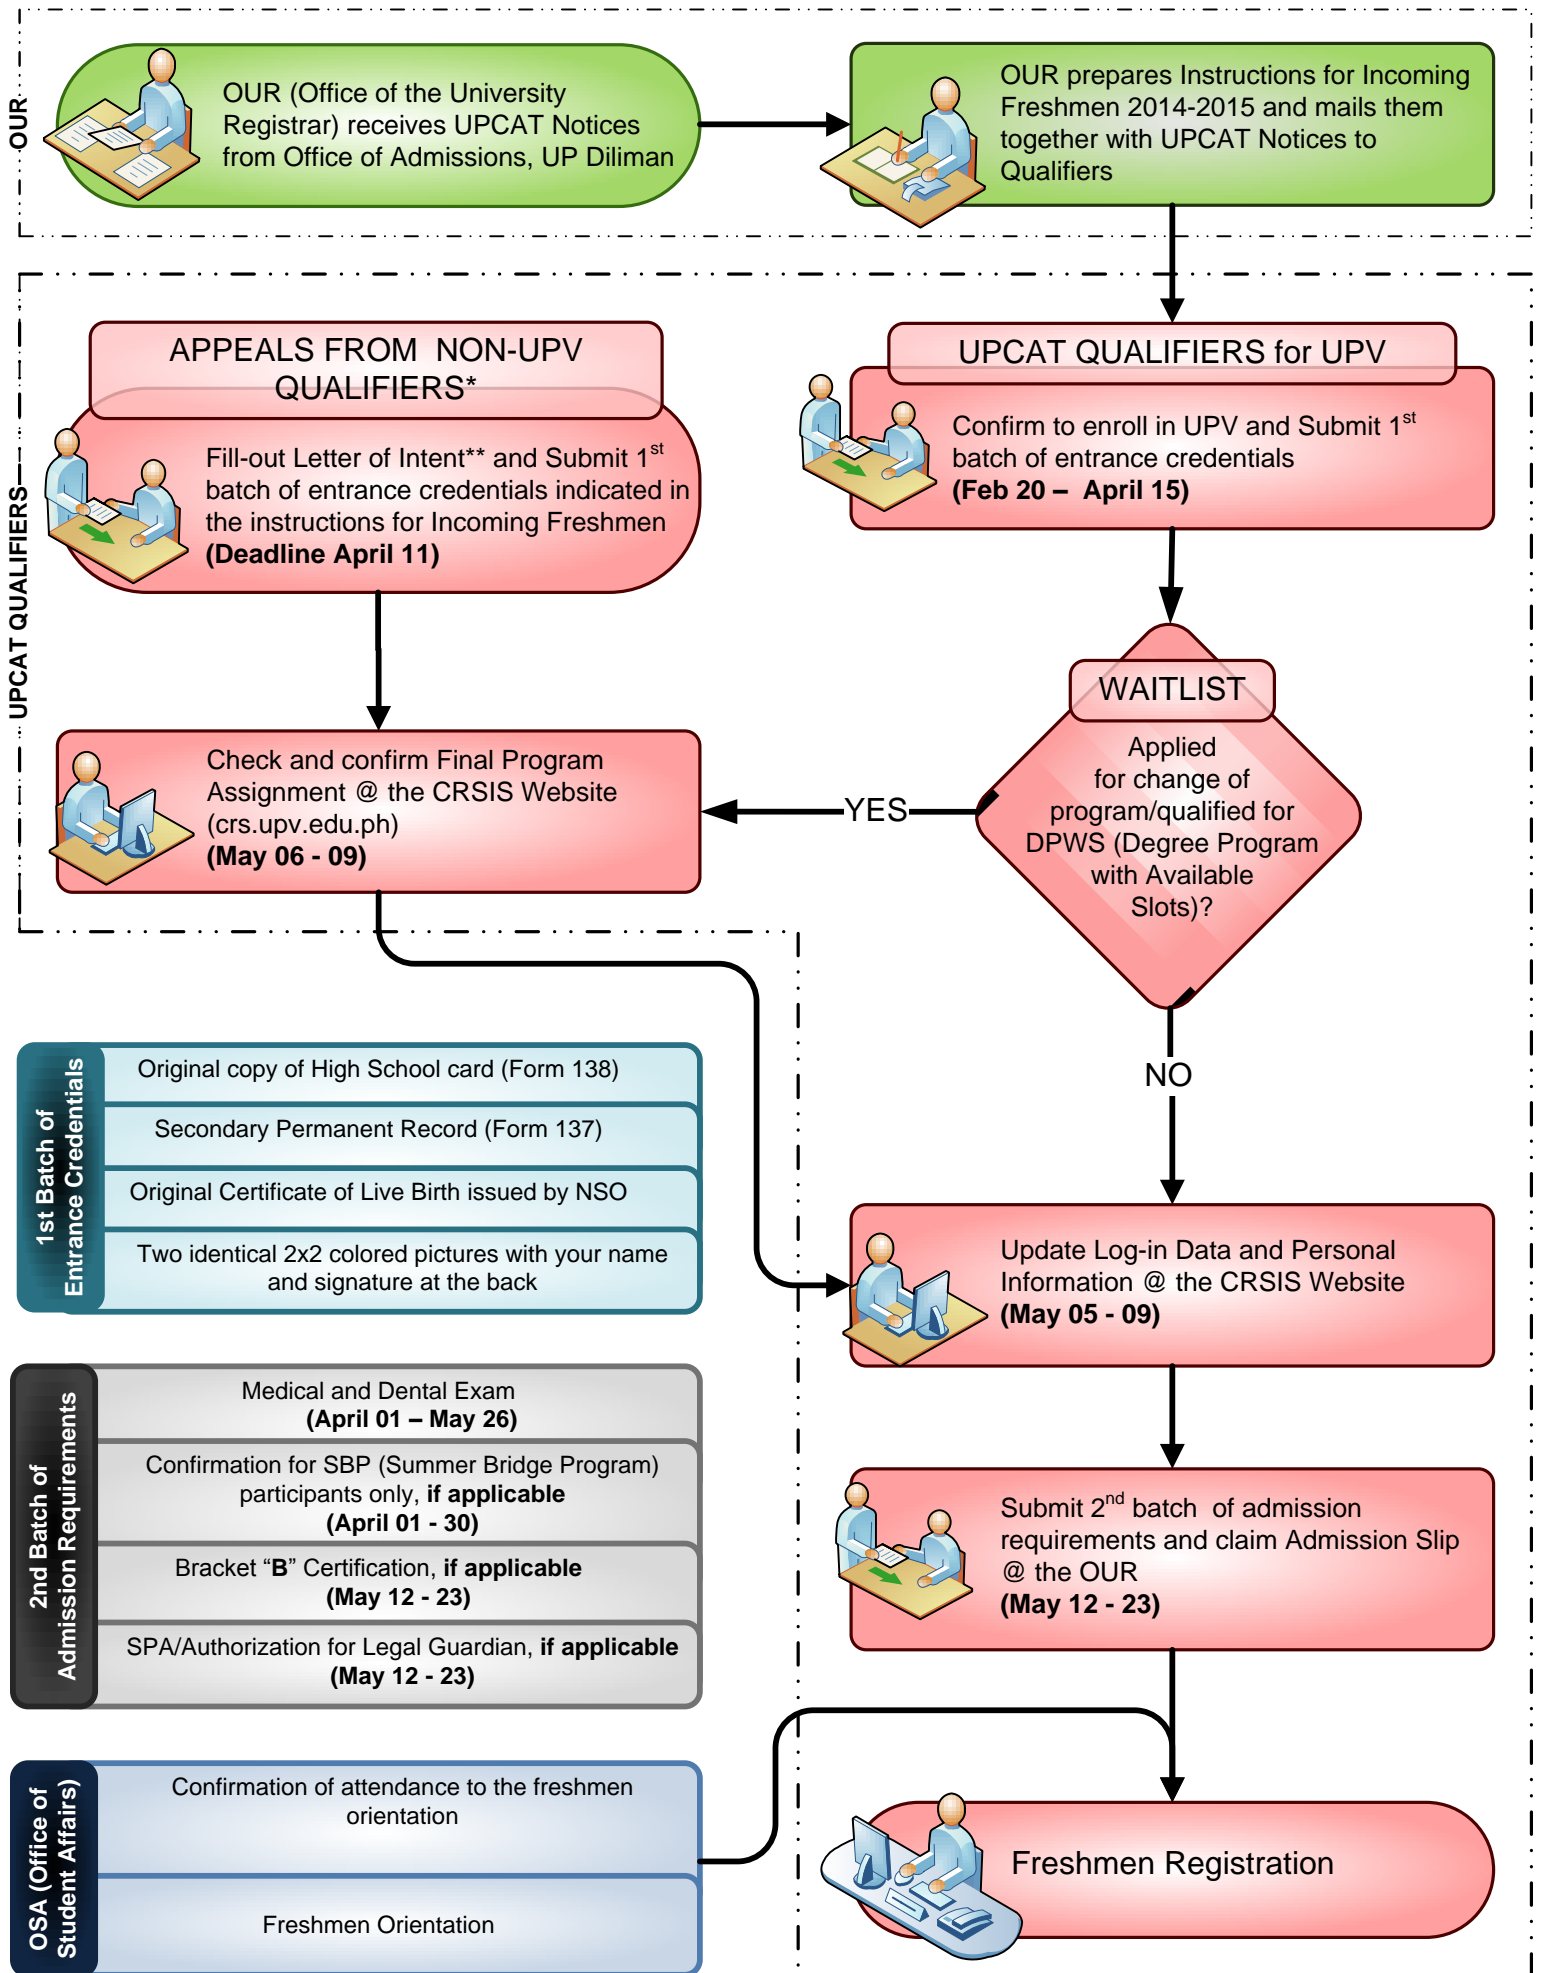 OUR
OUR (Office of the University
Registrar) receives UPCAT Notices
from Office of Admissions, UP Diliman
OUR prepares Instructions for Incoming
Freshmen 2014-2015 and mails them
together with UPCAT Notices to
Qualifiers
UPCAT QUALIFIERS
APPEALS FROM NON-UPV
QUALIFIERS*
Fill-out Letter of Intent** and Submit 1st
batch of entrance credentials indicated in
the instructions for Incoming Freshmen
(Deadline April 11)
UPCAT QUALIFIERS for UPV
Confirm to enroll in UPV and Submit 1st
batch of entrance credentials
(Feb 20 – April 15)
WAITLIST
Applied
for change of
program/qualified for
DPWS (Degree Program
with Available
Slots)?
YES
Check and confirm Final Program
Assignment @ the CRSIS Website
(crs.upv.edu.ph)
(May 06 - 09)
NO
1st Batch of
Entrance Credentials
Original copy of High School card (Form 138)
Secondary Permanent Record (Form 137)
Original Certificate of Live Birth issued by NSO
Two identical 2x2 colored pictures with your name
and signature at the back
Update Log-in Data and Personal
Information @ the CRSIS Website
(May 05 - 09)
2nd Batch of
Admission Requirements
Medical and Dental Exam
(April 01 – May 26)
Confirmation for SBP (Summer Bridge Program)
participants only, if applicable
(April 01 - 30)
Bracket “B” Certification, if applicable
(May 12 - 23)
SPA/Authorization for Legal Guardian, if applicable
(May 12 - 23)
Submit 2nd batch of admission
requirements and claim Admission Slip
@ the OUR
(May 12 - 23)
OSA (Office of
Student Affairs)
Confirmation of attendance to the freshmen
orientation
Freshmen Orientation
Freshmen Registration